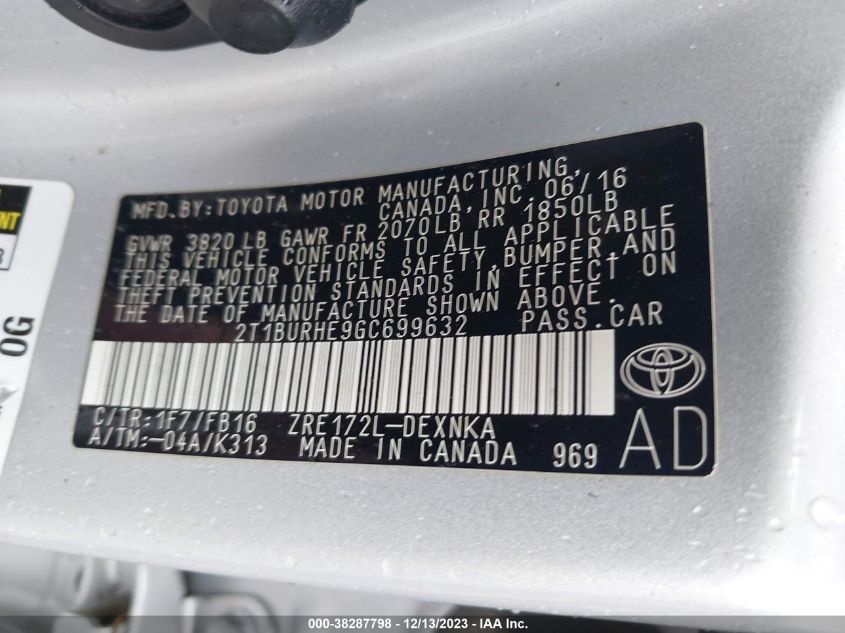 MFD.BY:TOYOTA MOTOR MANUFACTURING,
CANADA,INC. 06/16
GVWR 3820 LB GAWR FR 2070LB RR 1850LB
THIS VEHICLE CONFORMS TO ALL APPLICABLE
FEDERAL MOTOR VEHICLE SAFETY,BUMPER,AND
THEFT PREVENTION STANDARDS IN EFFECT ON
THE DATE OF MANUFACTURE SHOWN ABOVE.
2T1BURHE9GC699632 PASS.CAR
C/TR:1F7/FB16 ZRE172L-DEXNKA
A/TM:-04A/K313 MADE IN CANADA 969 AD
OG
000-38287798 - 12/13/2023 - IAA Inc.